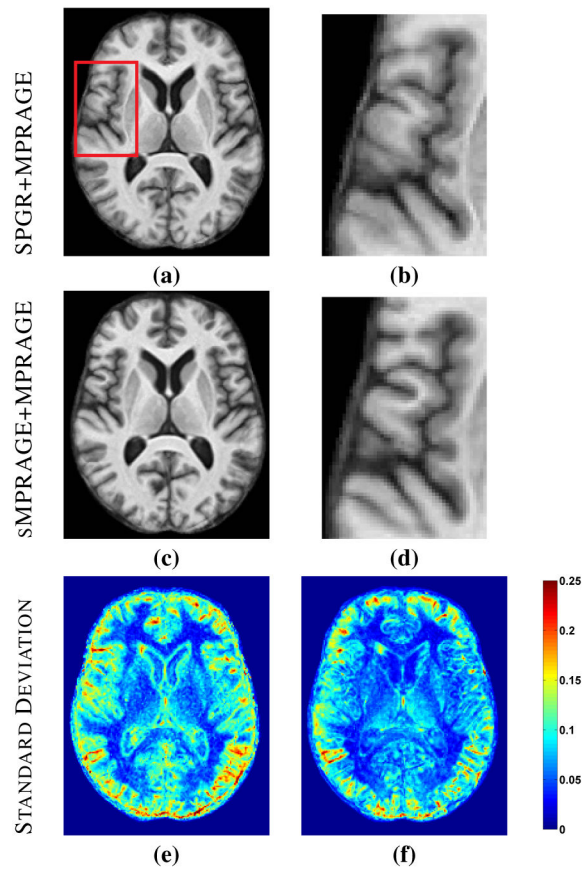 SPGR+MPRAGE
(a)
(b)
SMPRAGE+MPRAGE
(c)
(d)
STANDARD DEVIATION
0.25
0.2
0.15
0.1
0.05
0
(e)
(f)